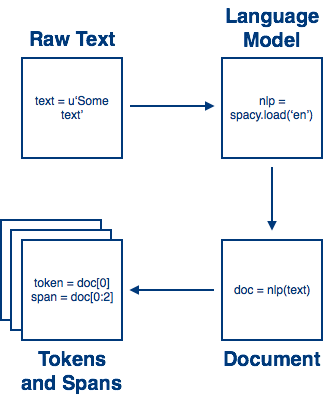 Raw Text
Language
Model
text = u‘Some
text’
nlp =
spacy.load(‘en’)
token = doc[0]
span = doc[0:2]
doc = nlp(text)
Tokens
and Spans
Document